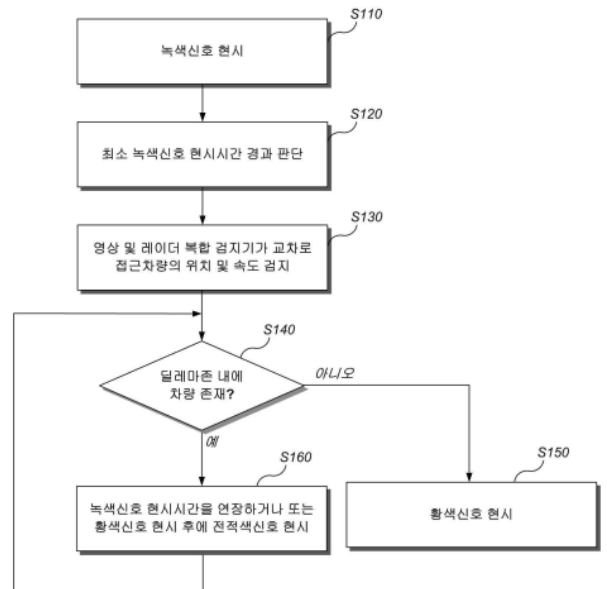 S110
녹색신호 현시
S120
최소 녹색신호 현시시간 경과 판단
S130
영상 및 레이더 복합 검지기가 교차로
접근차량의 위치 및 속도 검지
S140
딜레마존 내에
차량 존재?
아니오
예
S150
황색신호 현시
S160
녹색신호 현시시간을 연장하거나 또는
황색신호 현시 후에 전적색신호 현시